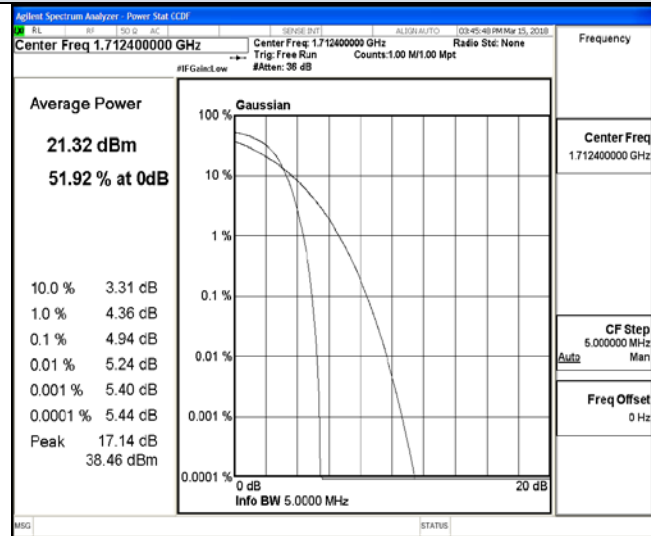 Agilent Spectrum Analyzer - Power Stat CCDF
RL RF 50 Ω AC SENSE:INT ALIGN AUTO 03:45:48 PM Mar 15, 2018
Center Freq 1.712400000 GHz
Center Freq: 1.712400000 GHz Radio Std: None
Trig: Free Run Counts:1.00 M/1.00 Mpt
#IFGain:Low #Atten: 36 dB
Frequency
Average Power
21.32 dBm
51.92 % at 0dB
10.0 % 3.31 dB
1.0 % 4.36 dB
0.1 % 4.94 dB
0.01 % 5.24 dB
0.001 % 5.40 dB
0.0001 % 5.44 dB
Peak 17.14 dB
38.46 dBm
Gaussian
100 %
10 %
1 %
0.1 %
0.01 %
0.001 %
0.0001 %
0 dB 20 dB
Info BW 5.0000 MHz
Center Freq
1.712400000 GHz
CF Step
5.000000 MHz
Auto Man
Freq Offset
0 Hz
MSG STATUS